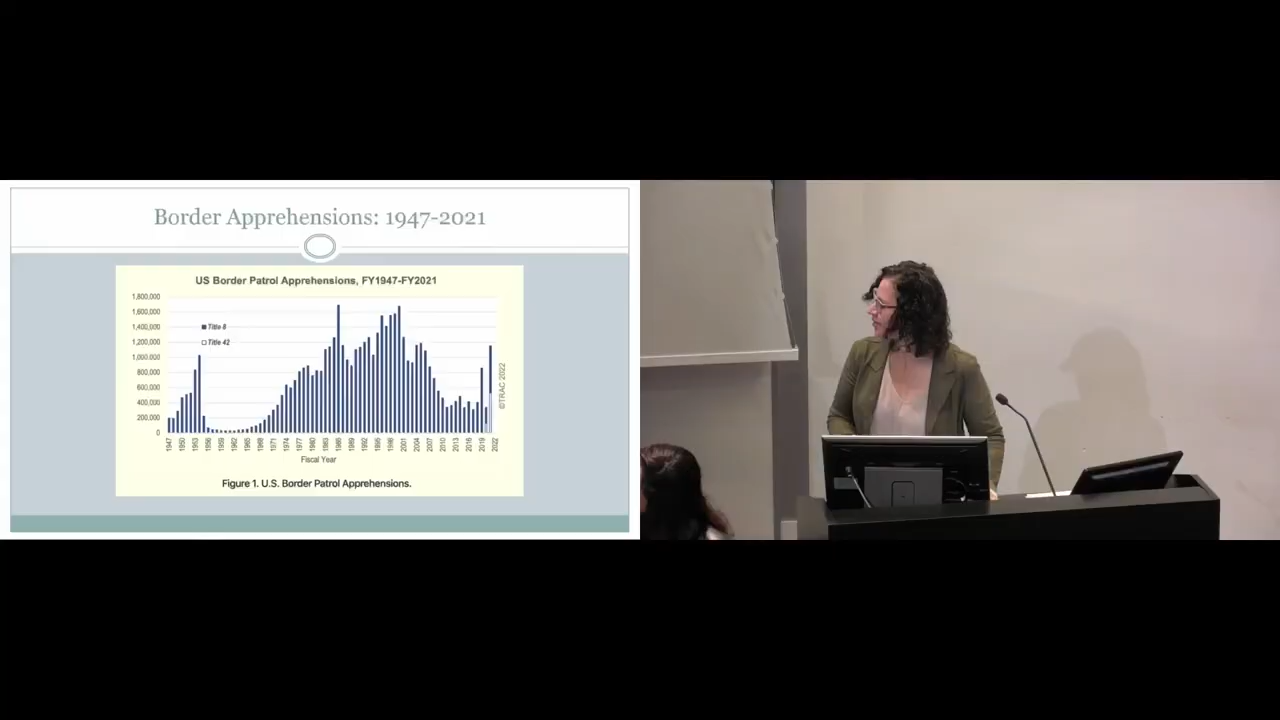 Border Apprehensions: 1947-2021
US Border Patrol Apprehensions, FY1947-FY2021
1,800,000
1,600,000
1,400,000
1,200,000
1,000,000
800,000
600,000
400,000
200,000
0
Title 8
Title 42
©TRAC 2022
1947 1950 1953 1956 1959 1962 1965 1968 1971 1974 1977 1980 1983 1986 1989 1992 1995 1998 2001 2004 2007 2010 2013 2016 2019 2022
Fiscal Year
Figure 1. U.S. Border Patrol Apprehensions.